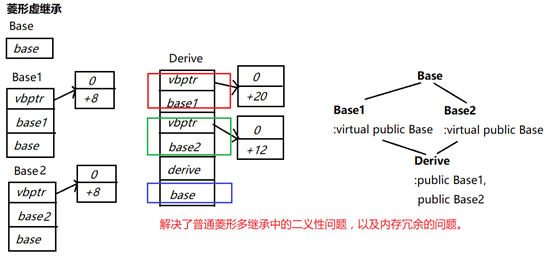 菱形虚继承
Base
base
Base1
vbptr
base1
base
0
+8
Base2
vbptr
base2
base
0
+8
Derive
vbptr
base1
vbptr
base2
derive
base
0
+20
0
+12
Base
Base1
:virtual public Base
Base2
:virtual public Base
Derive
:public Base1,
public Base2
解决了普通菱形多继承中的二义性问题，以及内存冗余的问题。